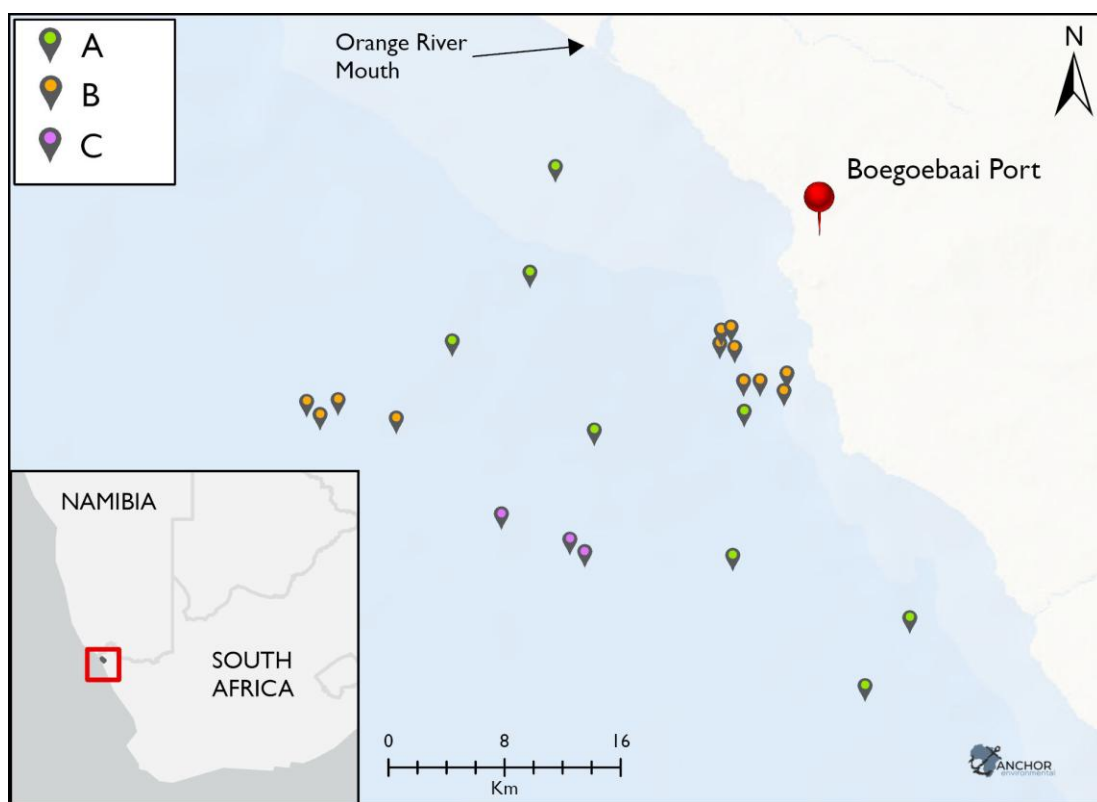 A
B
C
Orange River
Mouth
N
Boegoebaai Port
NAMIBIA
SOUTH
AFRICA
0 8 16
Km
ANCHOR
environmental